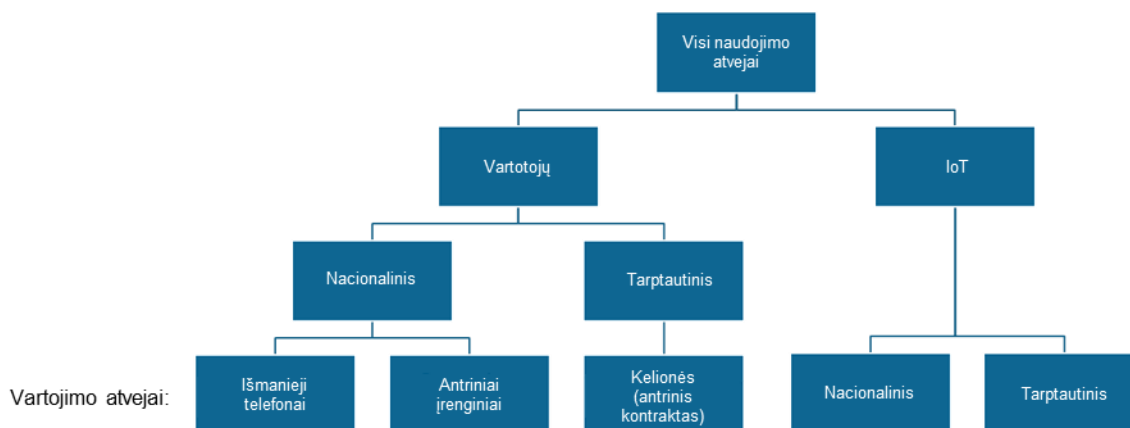 Visi naudojimo
atvejai
Vartotojų
IoT
Nacionalinis
Tarptautinis
Vartojimo atvejai:
Išmanieji
telefonai
Antriniai
įrenginiai
Kelionės
(antrinis
kontraktas)
Nacionalinis
Tarptautinis